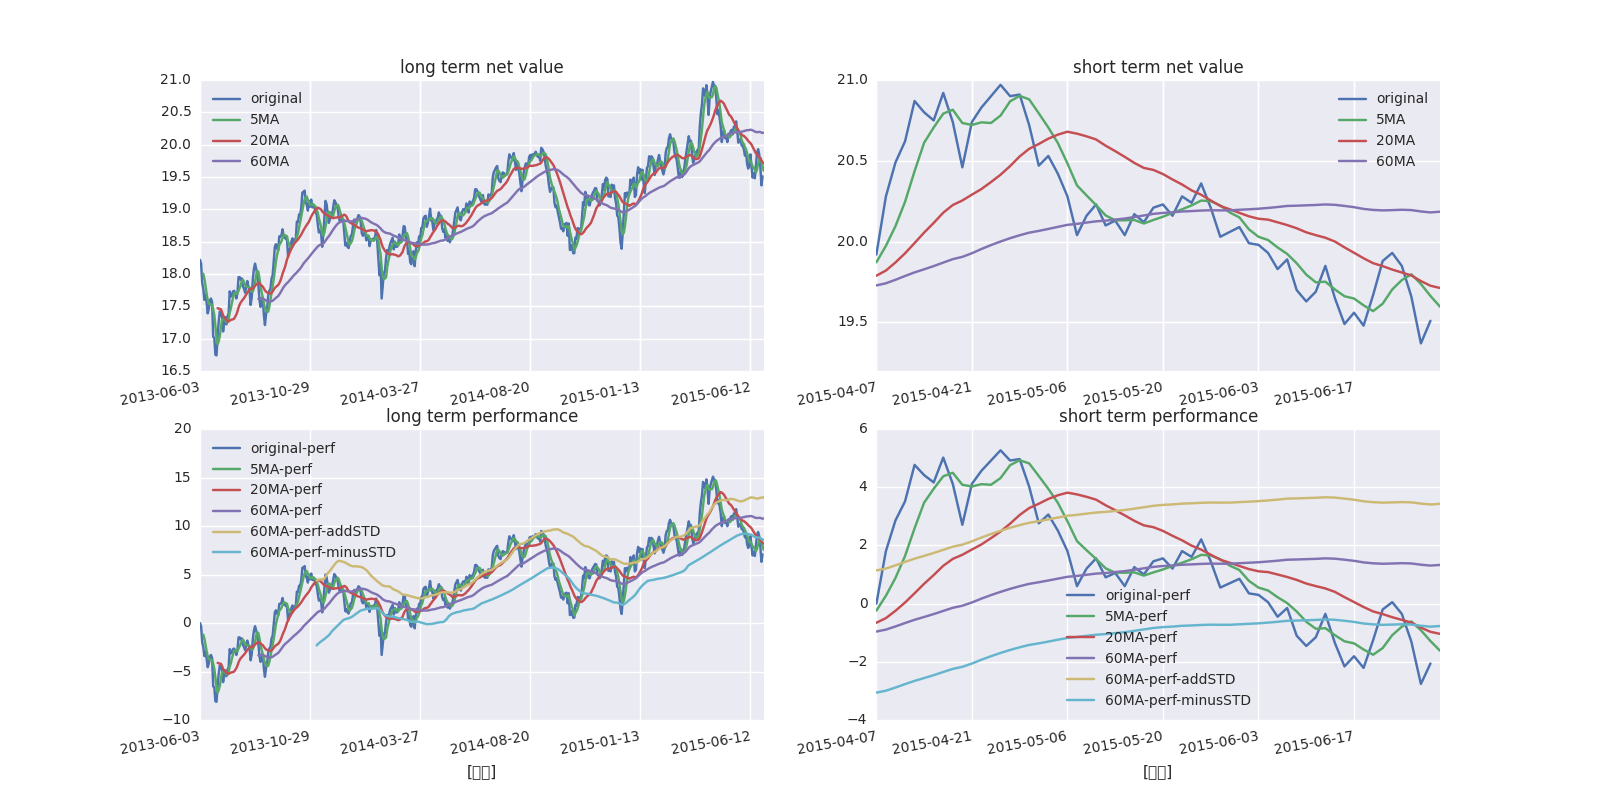 long term net value
21.0
20.5
20.0
19.5
19.0
18.5
18.0
17.5
17.0
16.5
original
5MA
20MA
60MA
2013-06-03
2013-10-29
2014-03-27
2014-08-20
2015-01-13
2015-06-12
short term net value
21.0
20.5
20.0
19.5
original
5MA
20MA
60MA
2015-04-07
2015-04-21
2015-05-06
2015-05-20
2015-06-03
2015-06-17
long term performance
20
15
10
5
0
−5
−10
original-perf
5MA-perf
20MA-perf
60MA-perf
60MA-perf-addSTD
60MA-perf-minusSTD
2013-06-03
2013-10-29
2014-03-27
2014-08-20
2015-01-13
2015-06-12
short term performance
6
4
2
0
−2
−4
original-perf
5MA-perf
20MA-perf
60MA-perf
60MA-perf-addSTD
60MA-perf-minusSTD
2015-04-07
2015-04-21
2015-05-06
2015-05-20
2015-06-03
2015-06-17